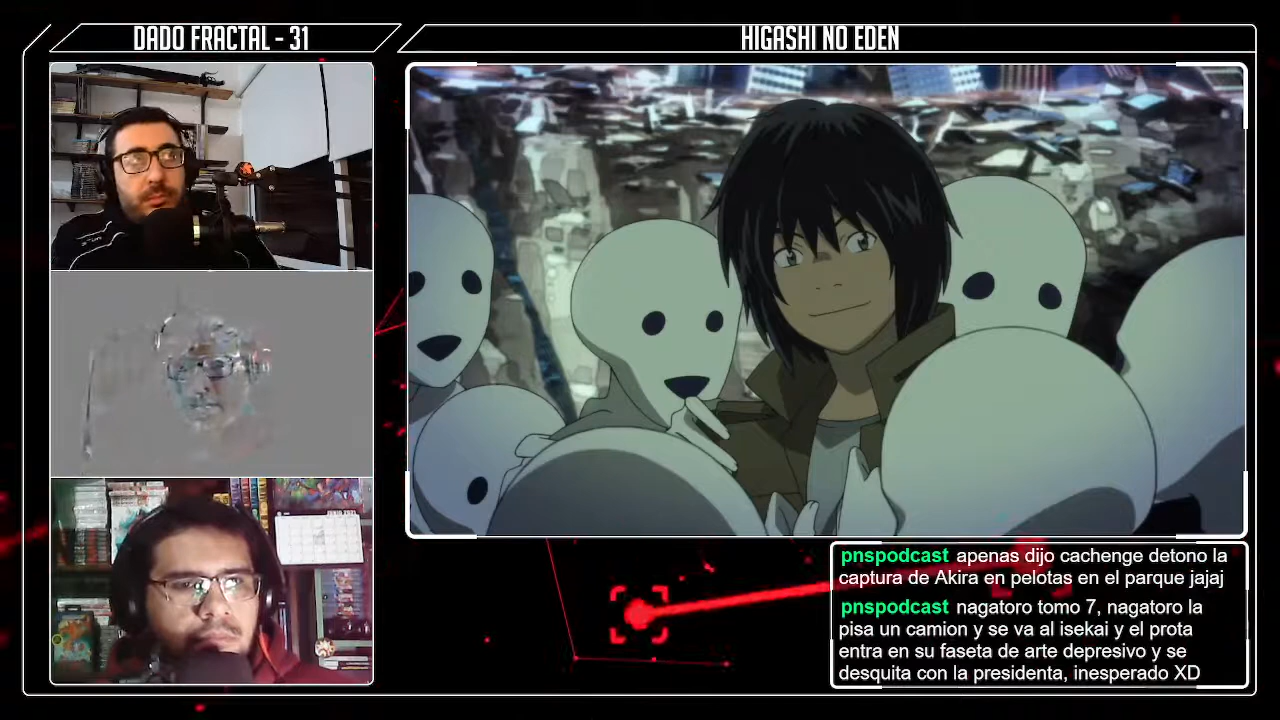 DADO FRACTAL - 31
HIGASHI NO EDEN
pnspodcast apenas dijo cachenge detono la
captura de Akira en pelotas en el parque jajaj
pnspodcast nagatoro tomo 7, nagatoro la
pisa un camion y se va al isekai y el prota
entra en su faseta de arte depresivo y se
desquita con la presidenta, inesperado XD